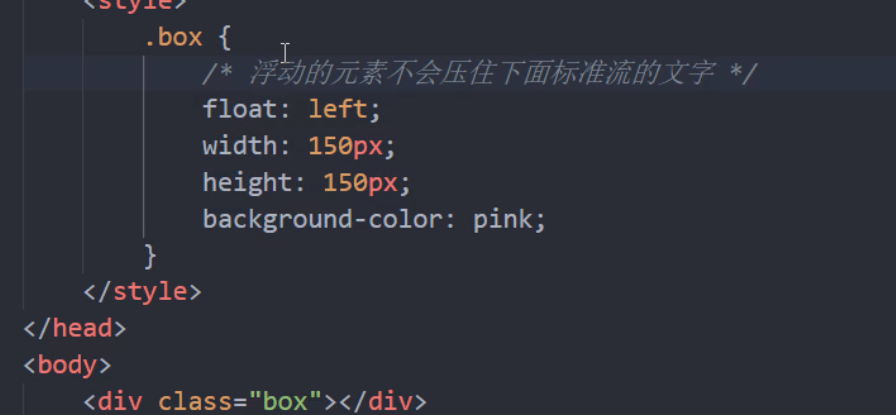 <style>
.box {
/* 浮动的元素不会压住下面标准流的文字 */
float: left;
width: 150px;
height: 150px;
background-color: pink;
}
</style>
</head>
<body>
<div class="box"></div>